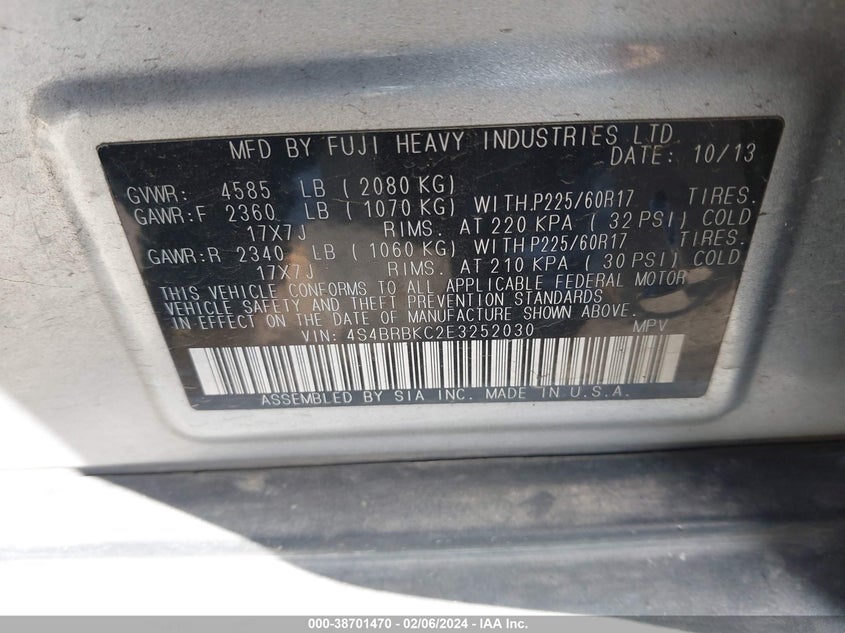 MFD BY FUJI HEAVY INDUSTRIES LTD
DATE: 10/13
GVWR: 4585 LB ( 2080 KG)
GAWR:F 2360 LB ( 1070 KG) WITH P225/60R17 TIRES.
17X7J RIMS. AT 220 KPA ( 32 PSI) COLD
GAWR:R 2340 LB ( 1060 KG) WITH P225/60R17 TIRES.
17X7J RIMS. AT 210 KPA ( 30 PSI) COLD
THIS VEHICLE CONFORMS TO ALL APPLICABLE FEDERAL MOTOR
VEHICLE SAFETY AND THEFT PREVENTION STANDARDS
IN EFFECT ON THE DATE OF MANUFACTURE SHOWN ABOVE.
VIN: 4S4BRBKC2E3252030 MPV
ASSEMBLED BY SIA INC. MADE IN U.S.A.
000-38701470 - 02/06/2024 - IAA Inc.